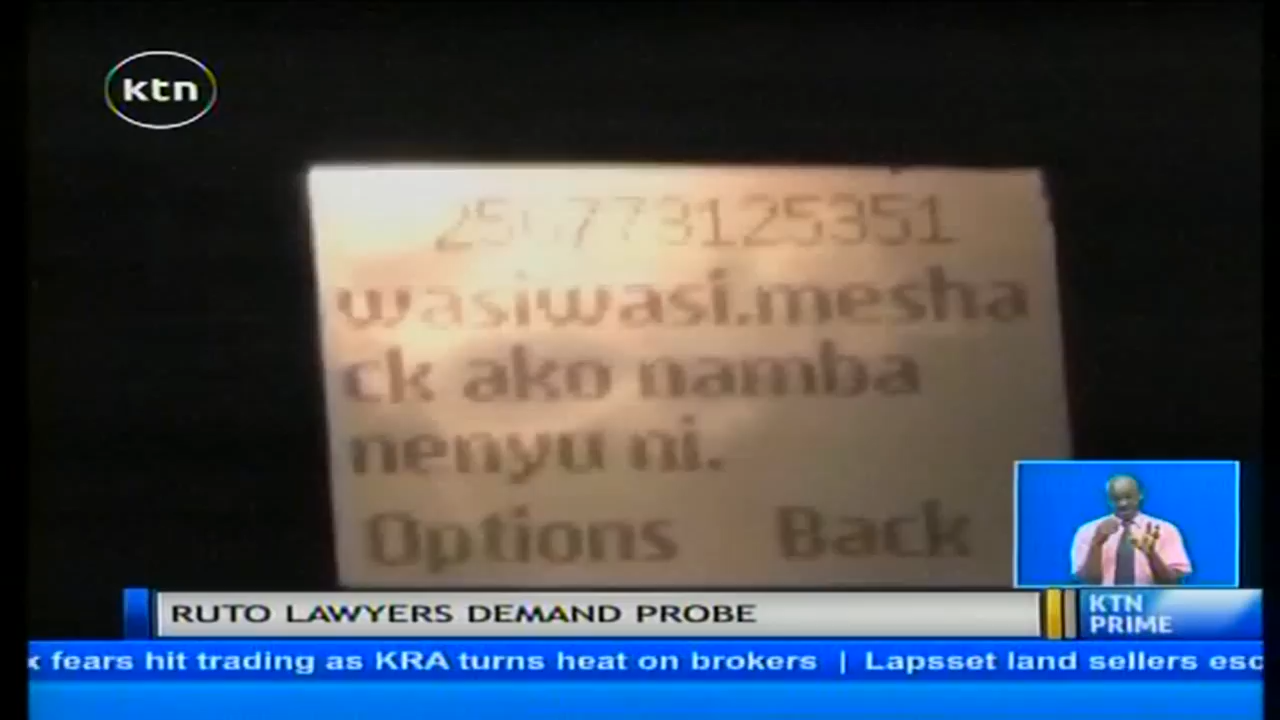 ktn
wasiwasi.mesha
ck ako namba
nenyu ni.
Options Back
RUTO LAWYERS DEMAND PROBE
KTN
PRIME
x fears hit trading as KRA turns heat on brokers | Lapsset land sellers esc